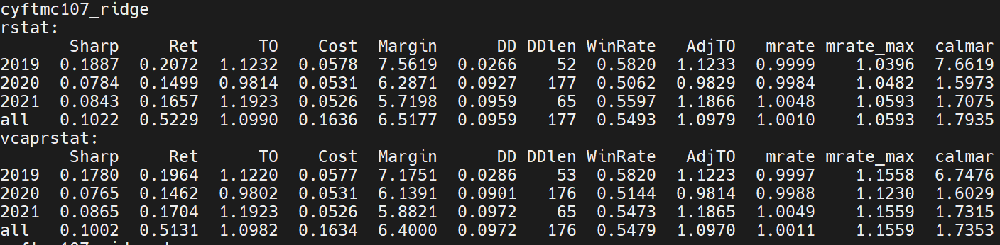 cyftmc107_ridge
rstat:
Sharp Ret TO Cost Margin DD DDlen WinRate AdjTO mrate mrate_max calmar
2019 0.1887 0.2072 1.1232 0.0578 7.5619 0.0266 52 0.5820 1.1233 0.9999 1.0396 7.6619
2020 0.0784 0.1499 0.9814 0.0531 6.2871 0.0927 177 0.5062 0.9829 0.9984 1.0482 1.5973
2021 0.0843 0.1657 1.1923 0.0526 5.7198 0.0959 65 0.5597 1.1866 1.0048 1.0593 1.7075
all 0.1022 0.5229 1.0990 0.1636 6.5177 0.0959 177 0.5493 1.0979 1.0010 1.0593 1.7935
vcaprstat:
Sharp Ret TO Cost Margin DD DDlen WinRate AdjTO mrate mrate_max calmar
2019 0.1780 0.1964 1.1220 0.0577 7.1751 0.0286 53 0.5820 1.1223 0.9997 1.1558 6.7476
2020 0.0765 0.1462 0.9802 0.0531 6.1391 0.0901 176 0.5144 0.9814 0.9988 1.1230 1.6029
2021 0.0865 0.1704 1.1923 0.0526 5.8821 0.0972 65 0.5473 1.1865 1.0049 1.1559 1.7315
all 0.1002 0.5131 1.0982 0.1634 6.4000 0.0972 176 0.5479 1.0970 1.0011 1.1559 1.7353